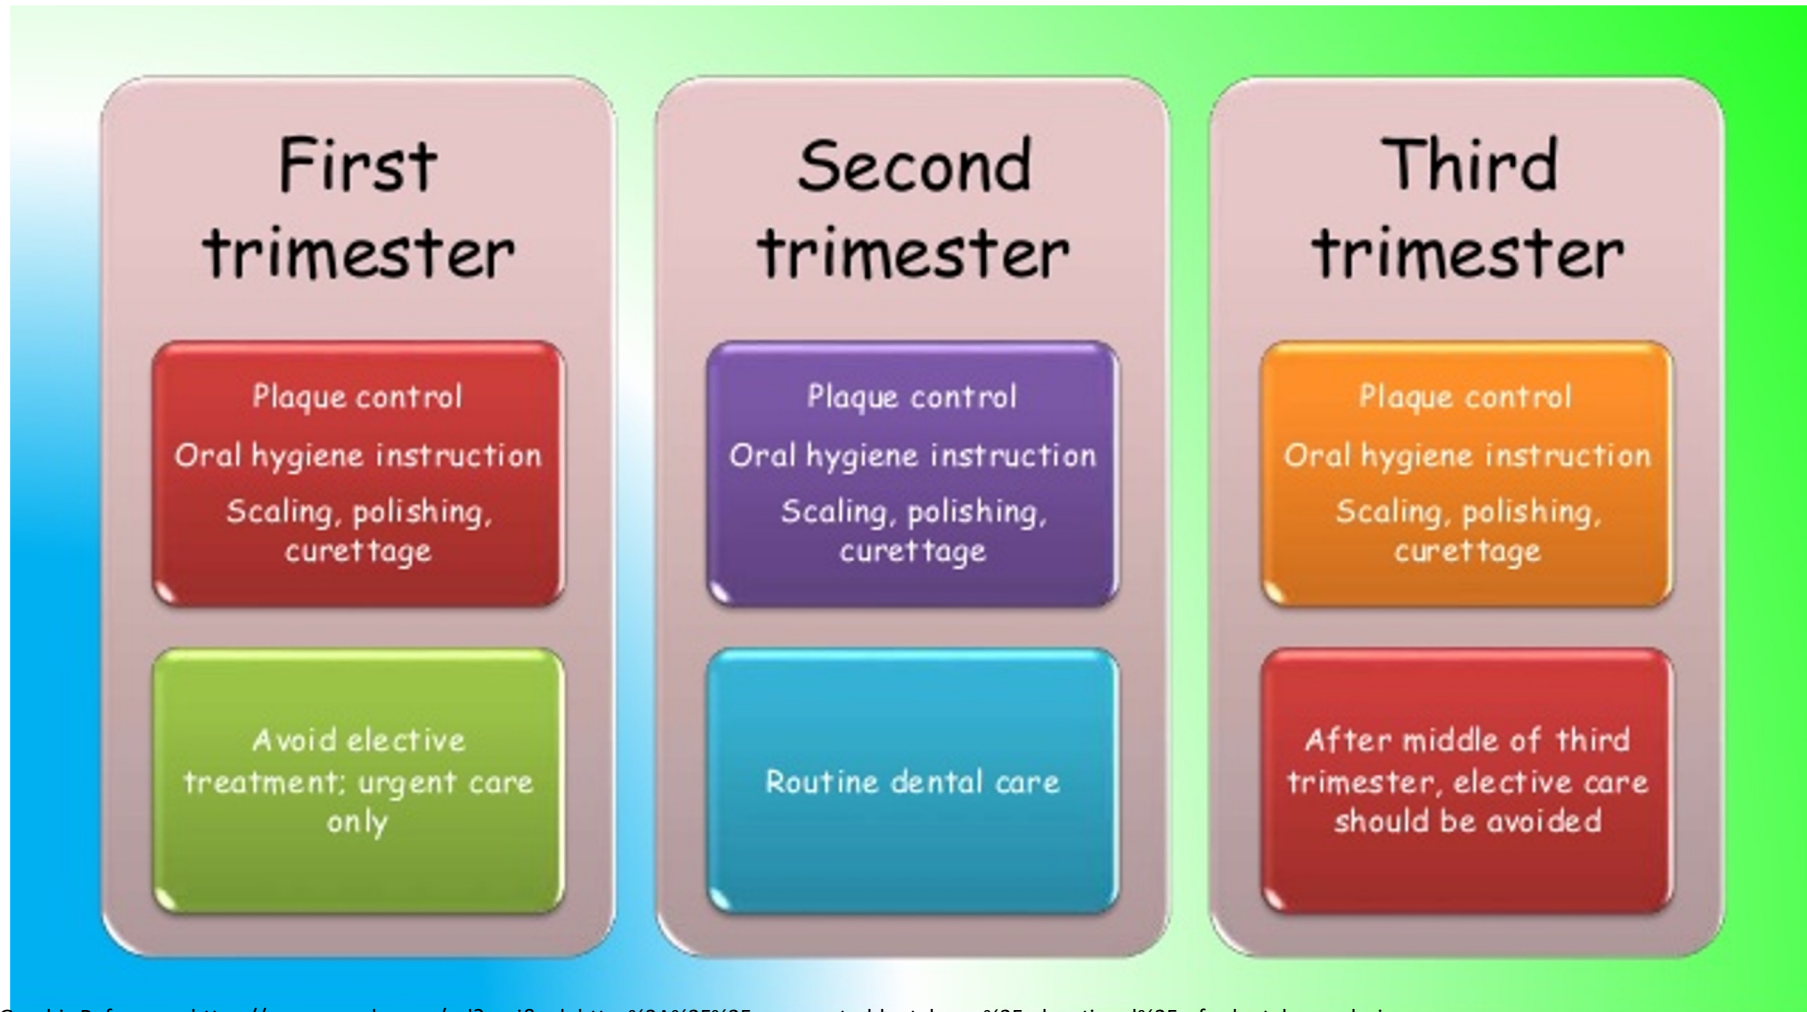 First
trimester
Plaque control
Oral hygiene instruction
Scaling, polishing,
curettage
Avoid elective
treatment; urgent care
only
Second
trimester
Plaque control
Oral hygiene instruction
Scaling, polishing,
curettage
Routine dental care
Third
trimester
Plaque control
Oral hygiene instruction
Scaling, polishing,
curettage
After middle of third
trimester, elective care
should be avoided